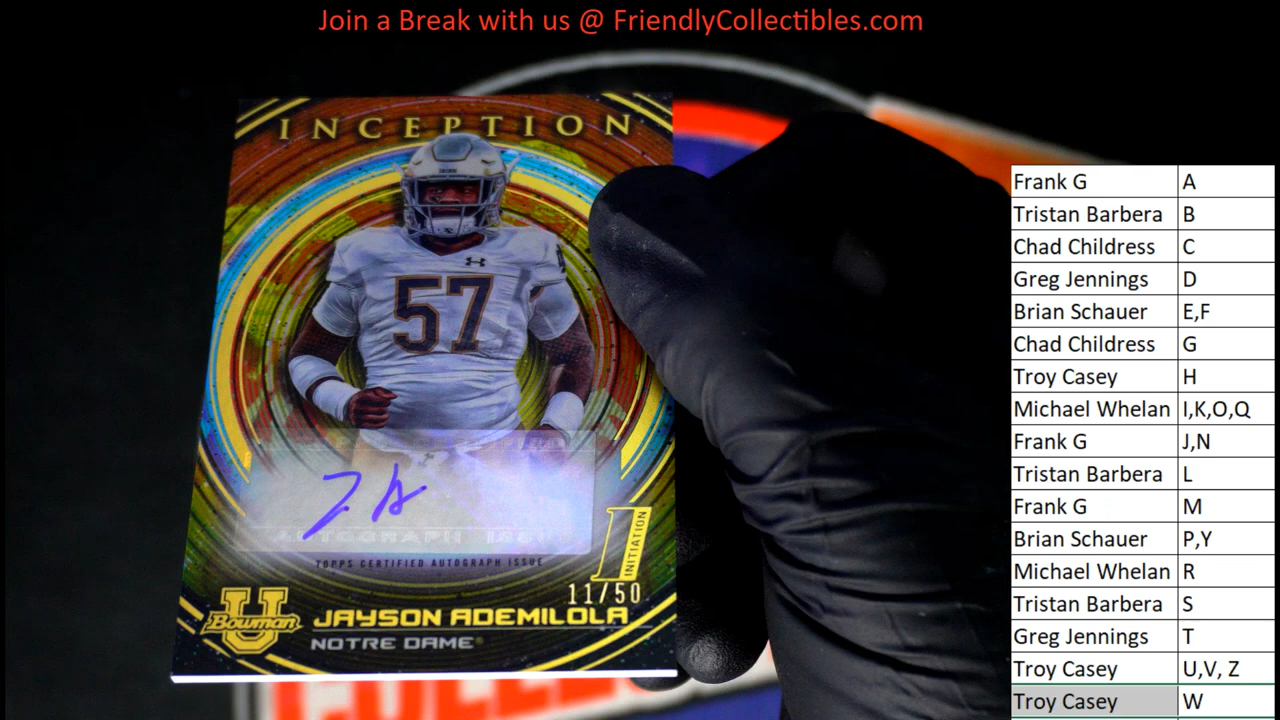 Join a Break with us @ FriendlyCollectibles.com
INCEPTION
57
AUTOGRAPH ISSUE
TOPPS CERTIFIED AUTOGRAPH ISSUE
1
INITIATION
11/50
U
Bowman
JAYSON ADEMILOLA
NOTRE DAME
Frank G A
Tristan Barbera B
Chad Childress C
Greg Jennings D
Brian Schauer E,F
Chad Childress G
Troy Casey H
Michael Whelan I,K,O,Q
Frank G J,N
Tristan Barbera L
Frank G M
Brian Schauer P,Y
Michael Whelan R
Tristan Barbera S
Greg Jennings T
Troy Casey U,V, Z
Troy Casey W